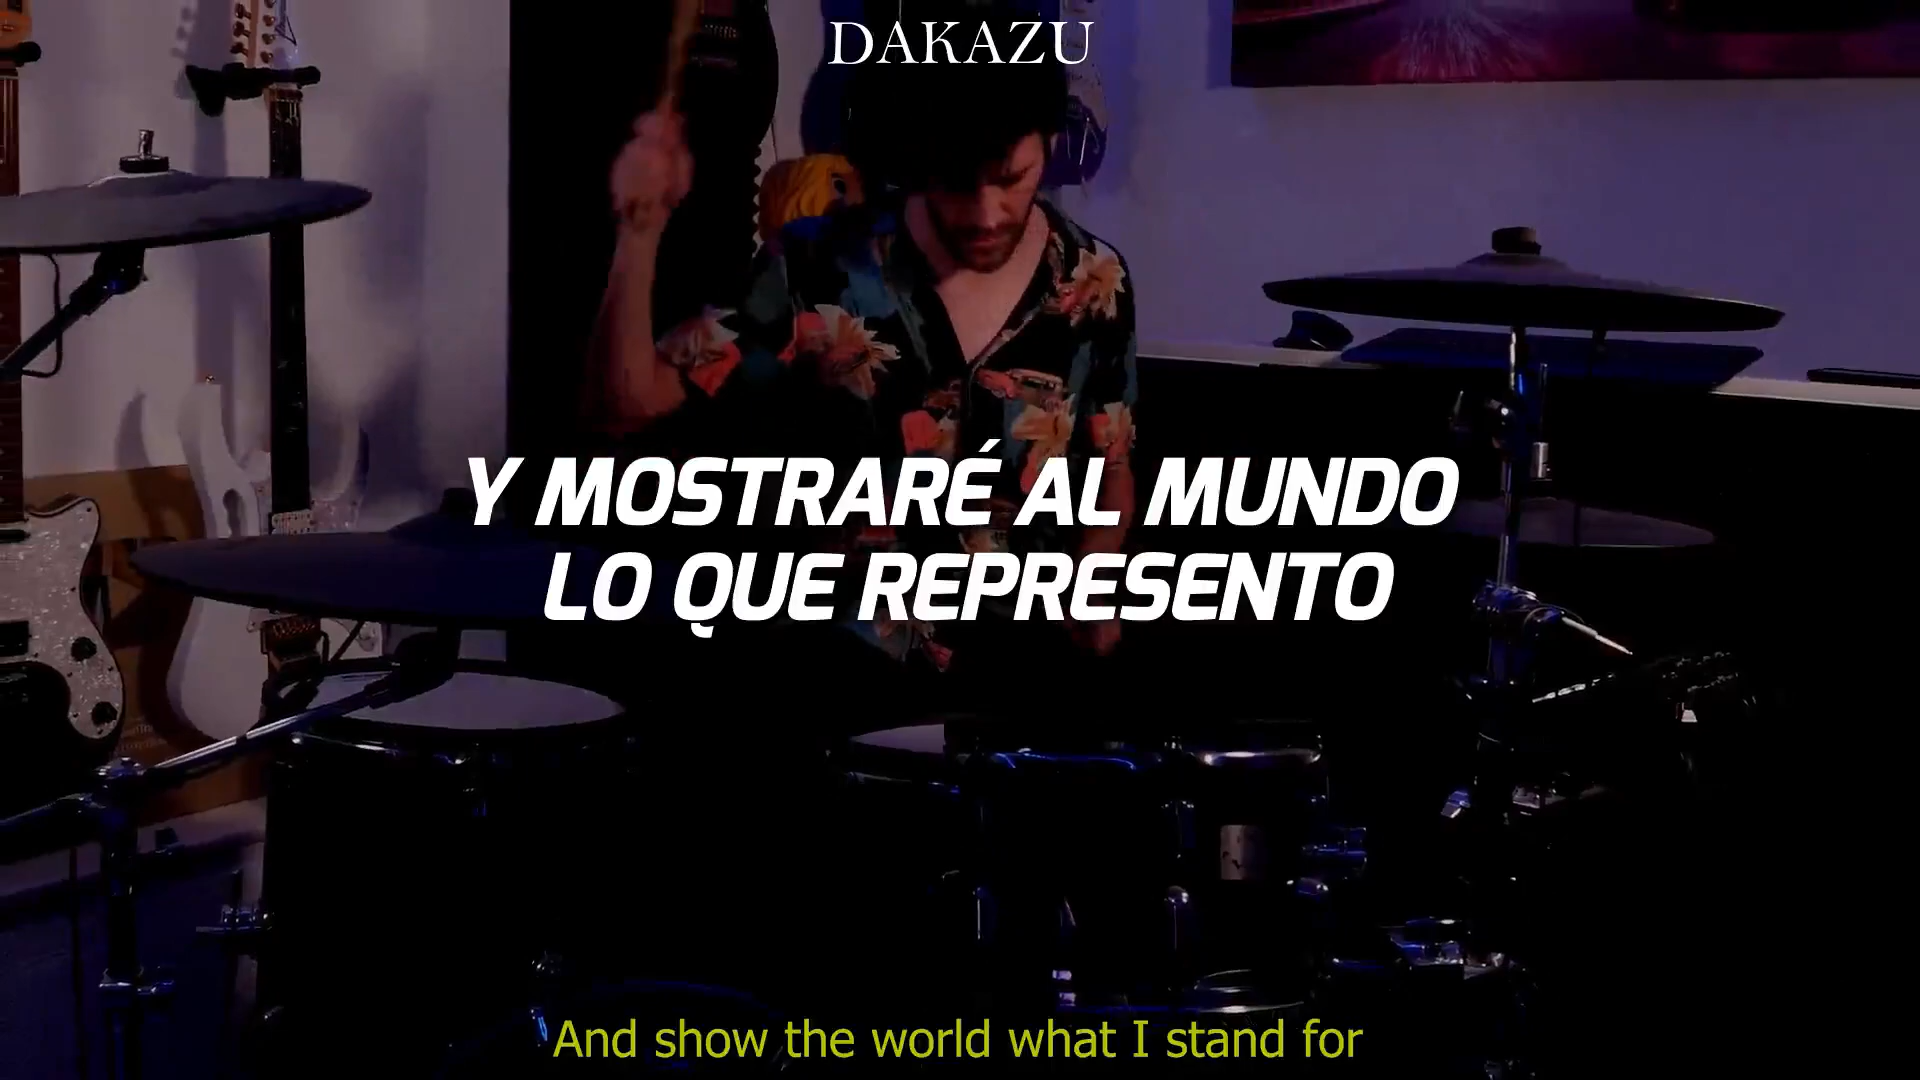 DAKAZU
Y MOSTRARÉ AL MUNDO
LO QUE REPRESENTO
And show the world what I stand for